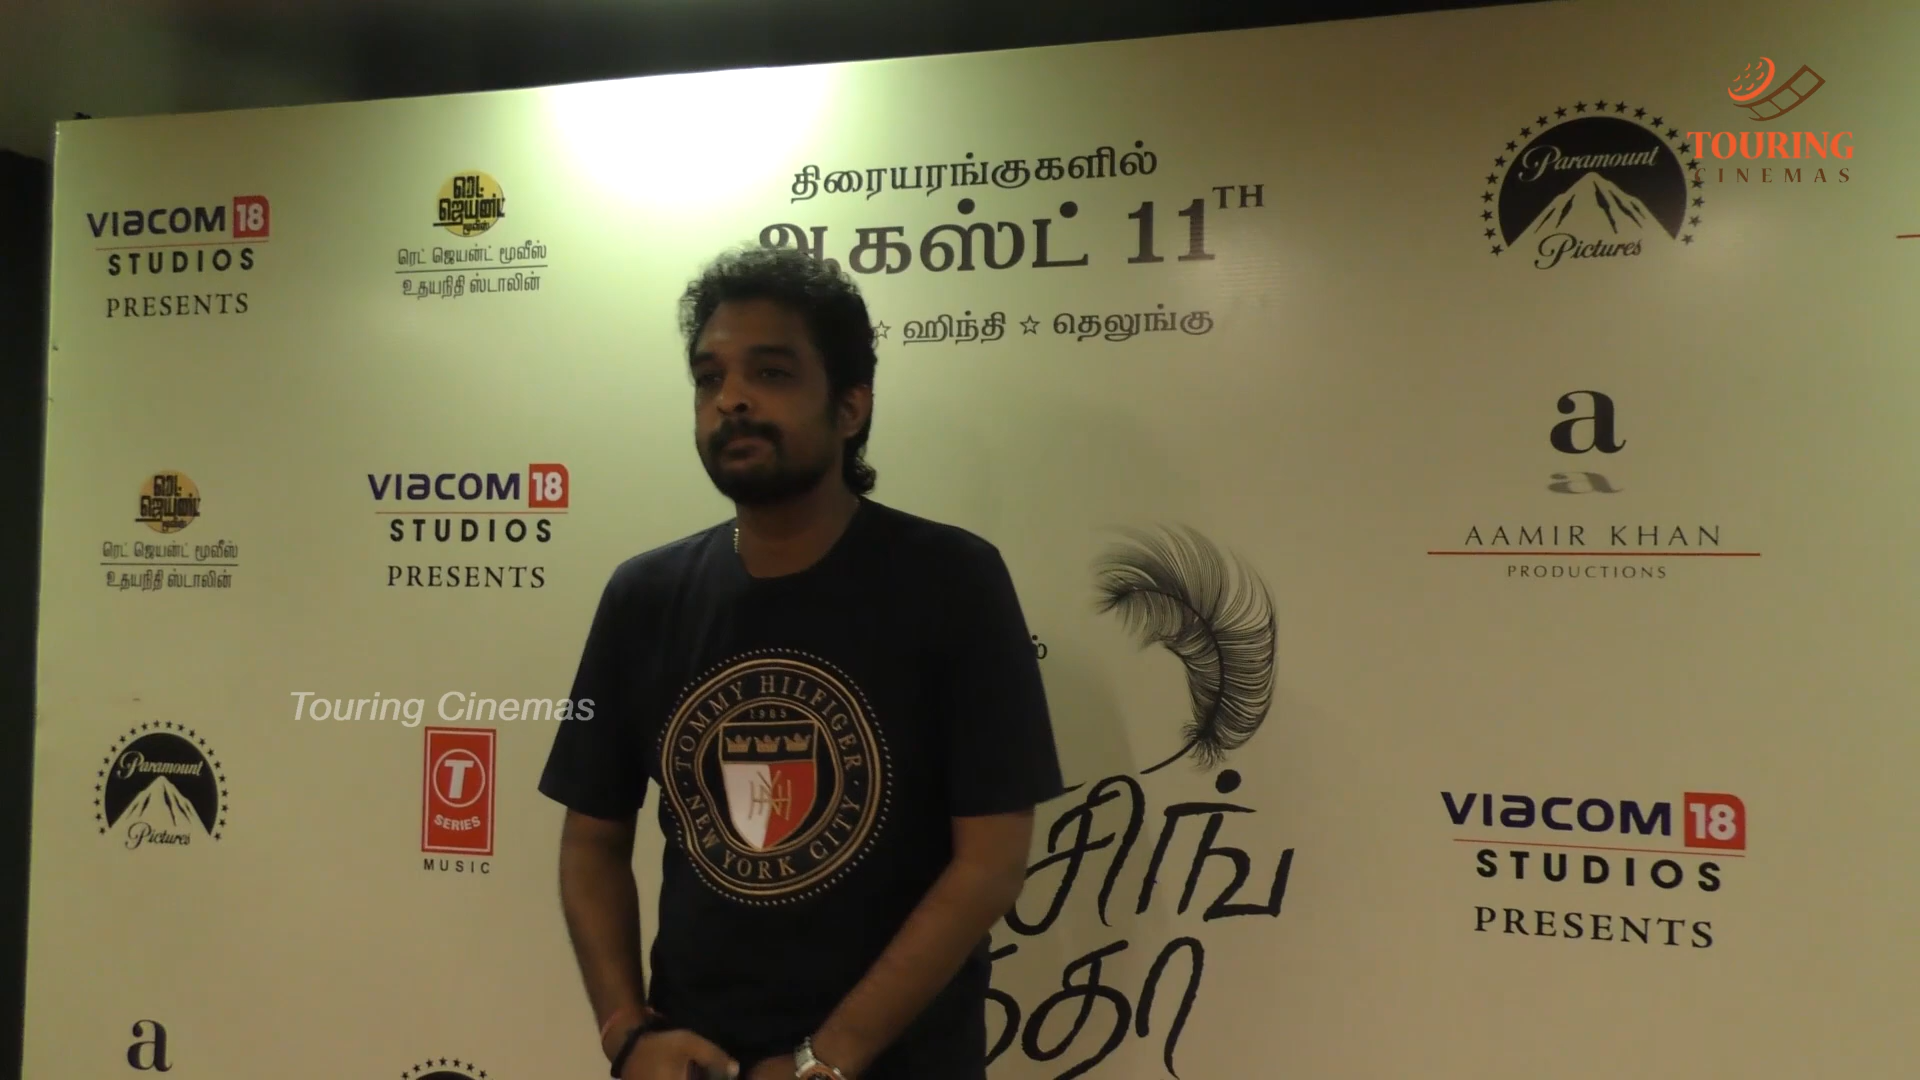 TOURING
CINEMAS
திரையரங்குகளில்
ஆகஸ்ட் 11TH
☆ ஹிந்தி ☆ தெலுங்கு
VIACOM 18
STUDIOS
PRESENTS
ரெட்
ஜெயண்ட்
மூவீஸ்
ரெட் ஜெயண்ட் மூவீஸ்
உதயநிதி ஸ்டாலின்
Paramount
Pictures
ரெட்
ஜெயண்ட்
மூவீஸ்
ரெட் ஜெயண்ட் மூவீஸ்
உதயநிதி ஸ்டாலின்
VIACOM 18
STUDIOS
PRESENTS
a
AAMIR KHAN
PRODUCTIONS
Touring Cinemas
TOMMY HILFIGER
1985
NEW YORK CITY
Paramount
Pictures
T
SERIES
MUSIC
சிங்
த்தா
VIACOM 18
STUDIOS
PRESENTS
a